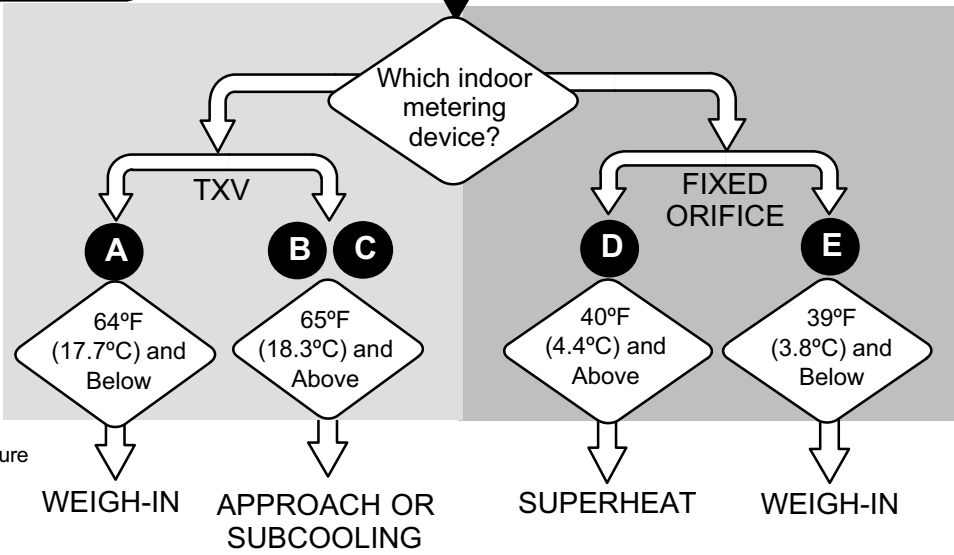 Which indoor
metering
device?
TXV
FIXED
ORIFICE
A
B
C
D
E
64ºF
(17.7ºC) and
Below
65ºF
(18.3ºC) and
Above
40ºF
(4.4ºC) and
Above
39ºF
(3.8ºC) and
Below
WEIGH-IN
APPROACH OR
SUBCOOLING
SUPERHEAT
WEIGH-IN